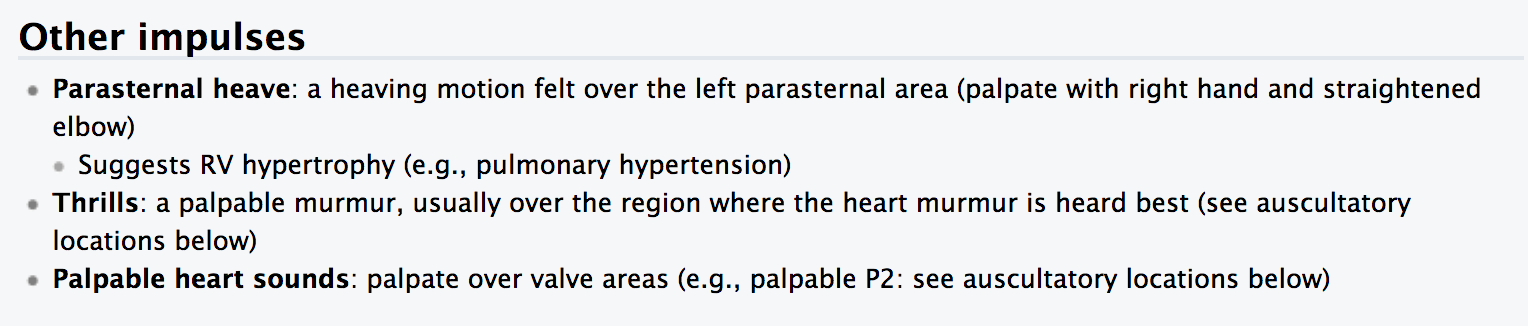 Other impulses
Parasternal heave: a heaving motion felt over the left parasternal area (palpate with right hand and straightened
elbow)
Suggests RV hypertrophy (e.g., pulmonary hypertension)
Thrills: a palpable murmur, usually over the region where the heart murmur is heard best (see auscultatory
locations below)
Palpable heart sounds: palpate over valve areas (e.g., palpable P2: see auscultatory locations below)